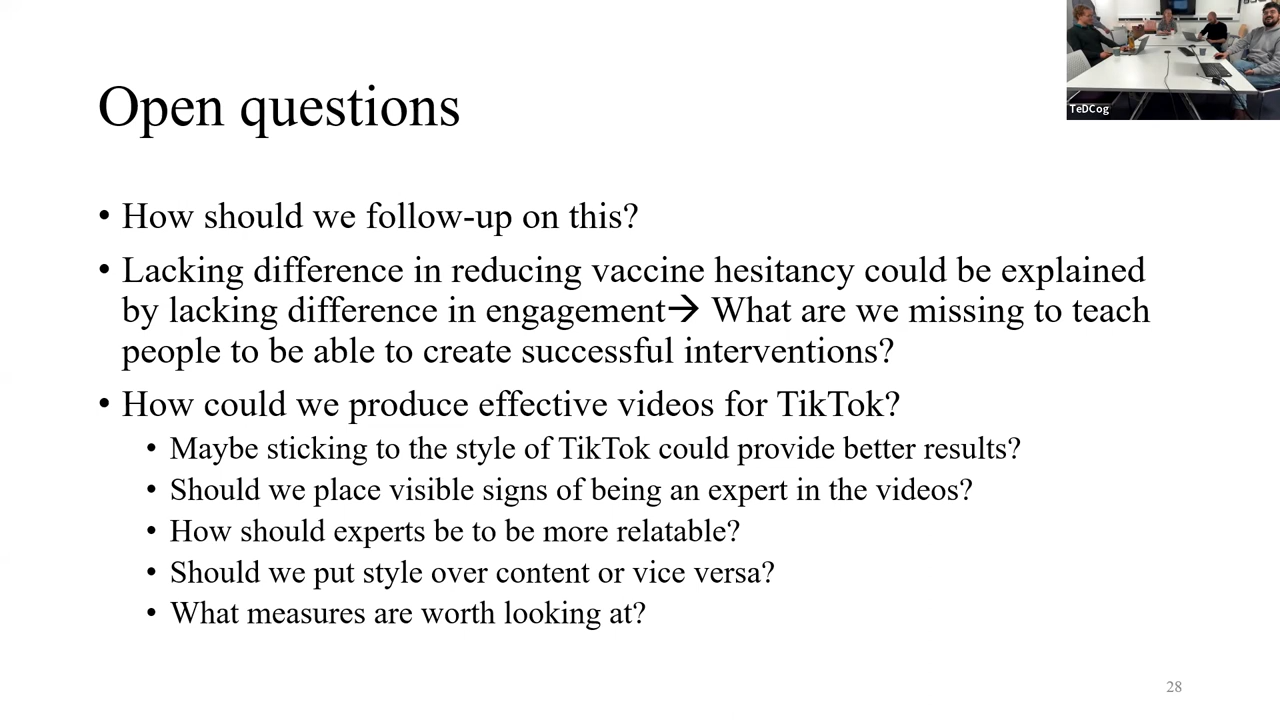 TeDCog
Open questions
• How should we follow-up on this?
• Lacking difference in reducing vaccine hesitancy could be explained
by lacking difference in engagement→ What are we missing to teach
people to be able to create successful interventions?
• How could we produce effective videos for TikTok?
• Maybe sticking to the style of TikTok could provide better results?
• Should we place visible signs of being an expert in the videos?
• How should experts be to be more relatable?
• Should we put style over content or vice versa?
• What measures are worth looking at?
28